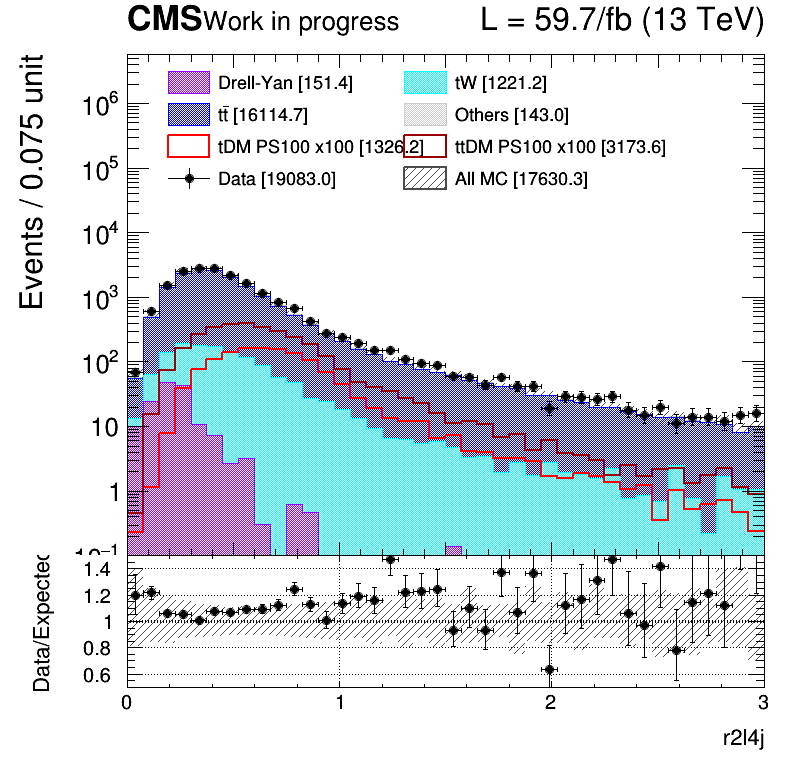 CMS Work in progress L = 59.7/fb (13 TeV)
Events / 0.075 unit
Drell-Yan [151.4] tW [1221.2]
tt̄ [16114.7] Others [143.0]
tDM PS100 x100 [1326.2] ttDM PS100 x100 [3173.6]
Data [19083.0] All MC [17630.3]
10⁶
10⁵
10⁴
10³
10²
10
1
10⁻¹
Data/Expected
1.4
1.2
1
0.8
0.6
0 1 2 3
r2l4j